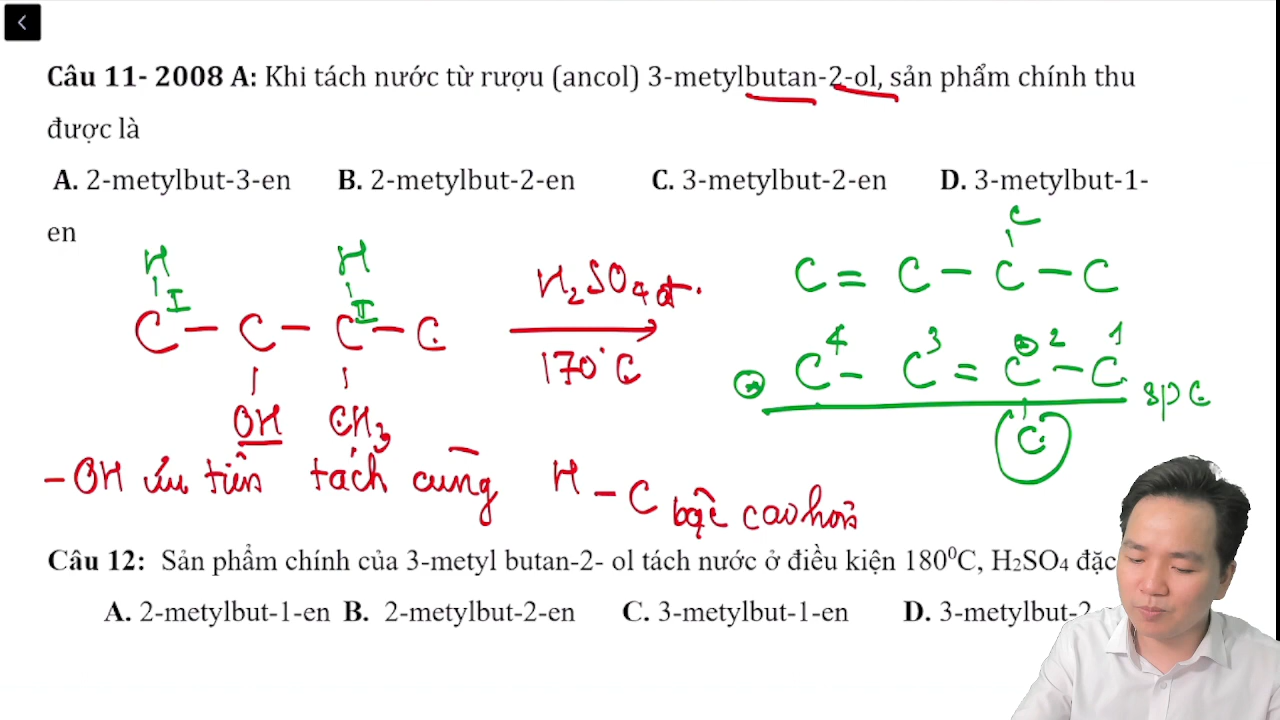 Câu 11- 2008 A: Khi tách nước từ rượu (ancol) 3-metylbutan-2-ol, sản phẩm chính thu
được là
A. 2-metylbut-3-en B. 2-metylbut-2-en C. 3-metylbut-2-en D. 3-metylbut-1-
en
C
H H
I II
C = C - C - C
C - C - C - C
H₂SO₄ đ
170°C
4 3 2 1
C - C = C - C
spc
OH CH₃
C
-OH ưu tiên tách cùng H - C bậc cao hơn
Câu 12: Sản phẩm chính của 3-metyl butan-2- ol tách nước ở điều kiện 180⁰C, H₂SO₄ đặc
A. 2-metylbut-1-en B. 2-metylbut-2-en C. 3-metylbut-1-en D. 3-metylbut-2